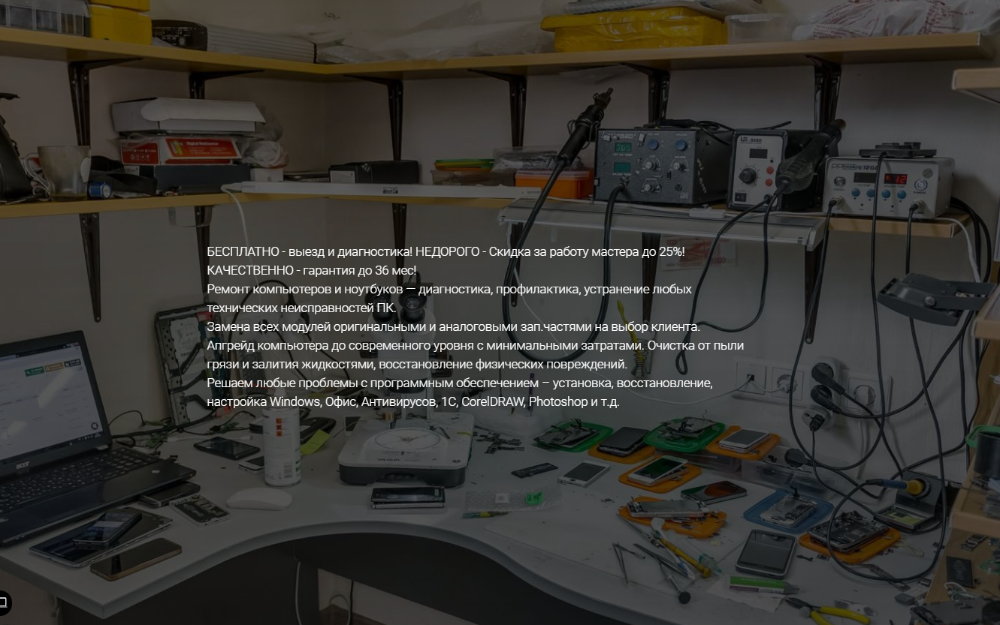 БЕСПЛАТНО - выезд и диагностика! НЕДОРОГО - Скидка за работу мастера до 25%!
КАЧЕСТВЕННО - гарантия до 36 мес!
Ремонт компьютеров и ноутбуков — диагностика, профилактика, устранение любых
технических неисправностей ПК.
Замена всех модулей оригинальными и аналоговыми зап.частями на выбор клиента.
Апгрейд компьютера до современного уровня с минимальными затратами. Очистка от пыли
грязи и залития жидкостями, восстановление физических повреждений.
Решаем любые проблемы с программным обеспечением – установка, восстановление,
настройка Windows, Офис, Антивирусов, 1С, CorelDRAW, Photoshop и т.д.
acer